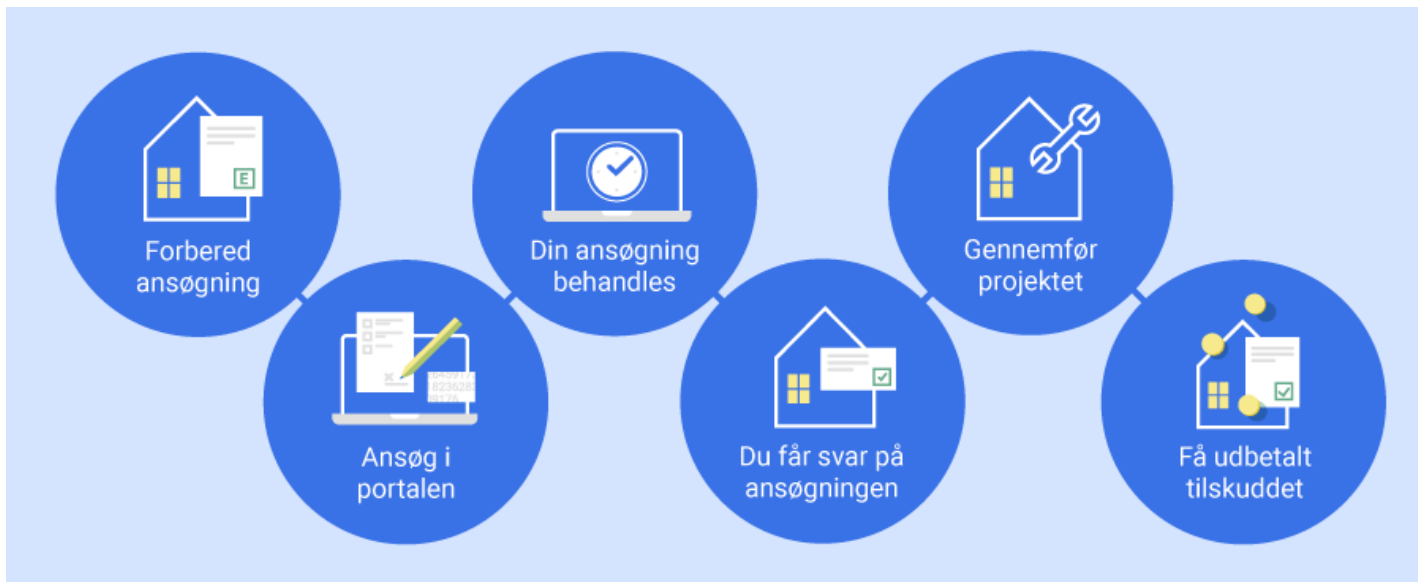 E
Forbered
ansøgning
Ansøg i
portalen
Din ansøgning
behandles
Du får svar på
ansøgningen
Gennemfør
projektet
Få udbetalt
tilskuddet